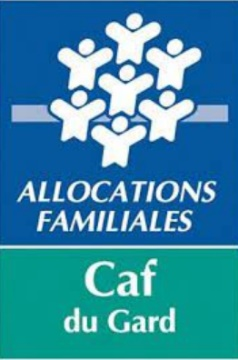 ALLOCATIONS
FAMILIALES
Caf
du Gard